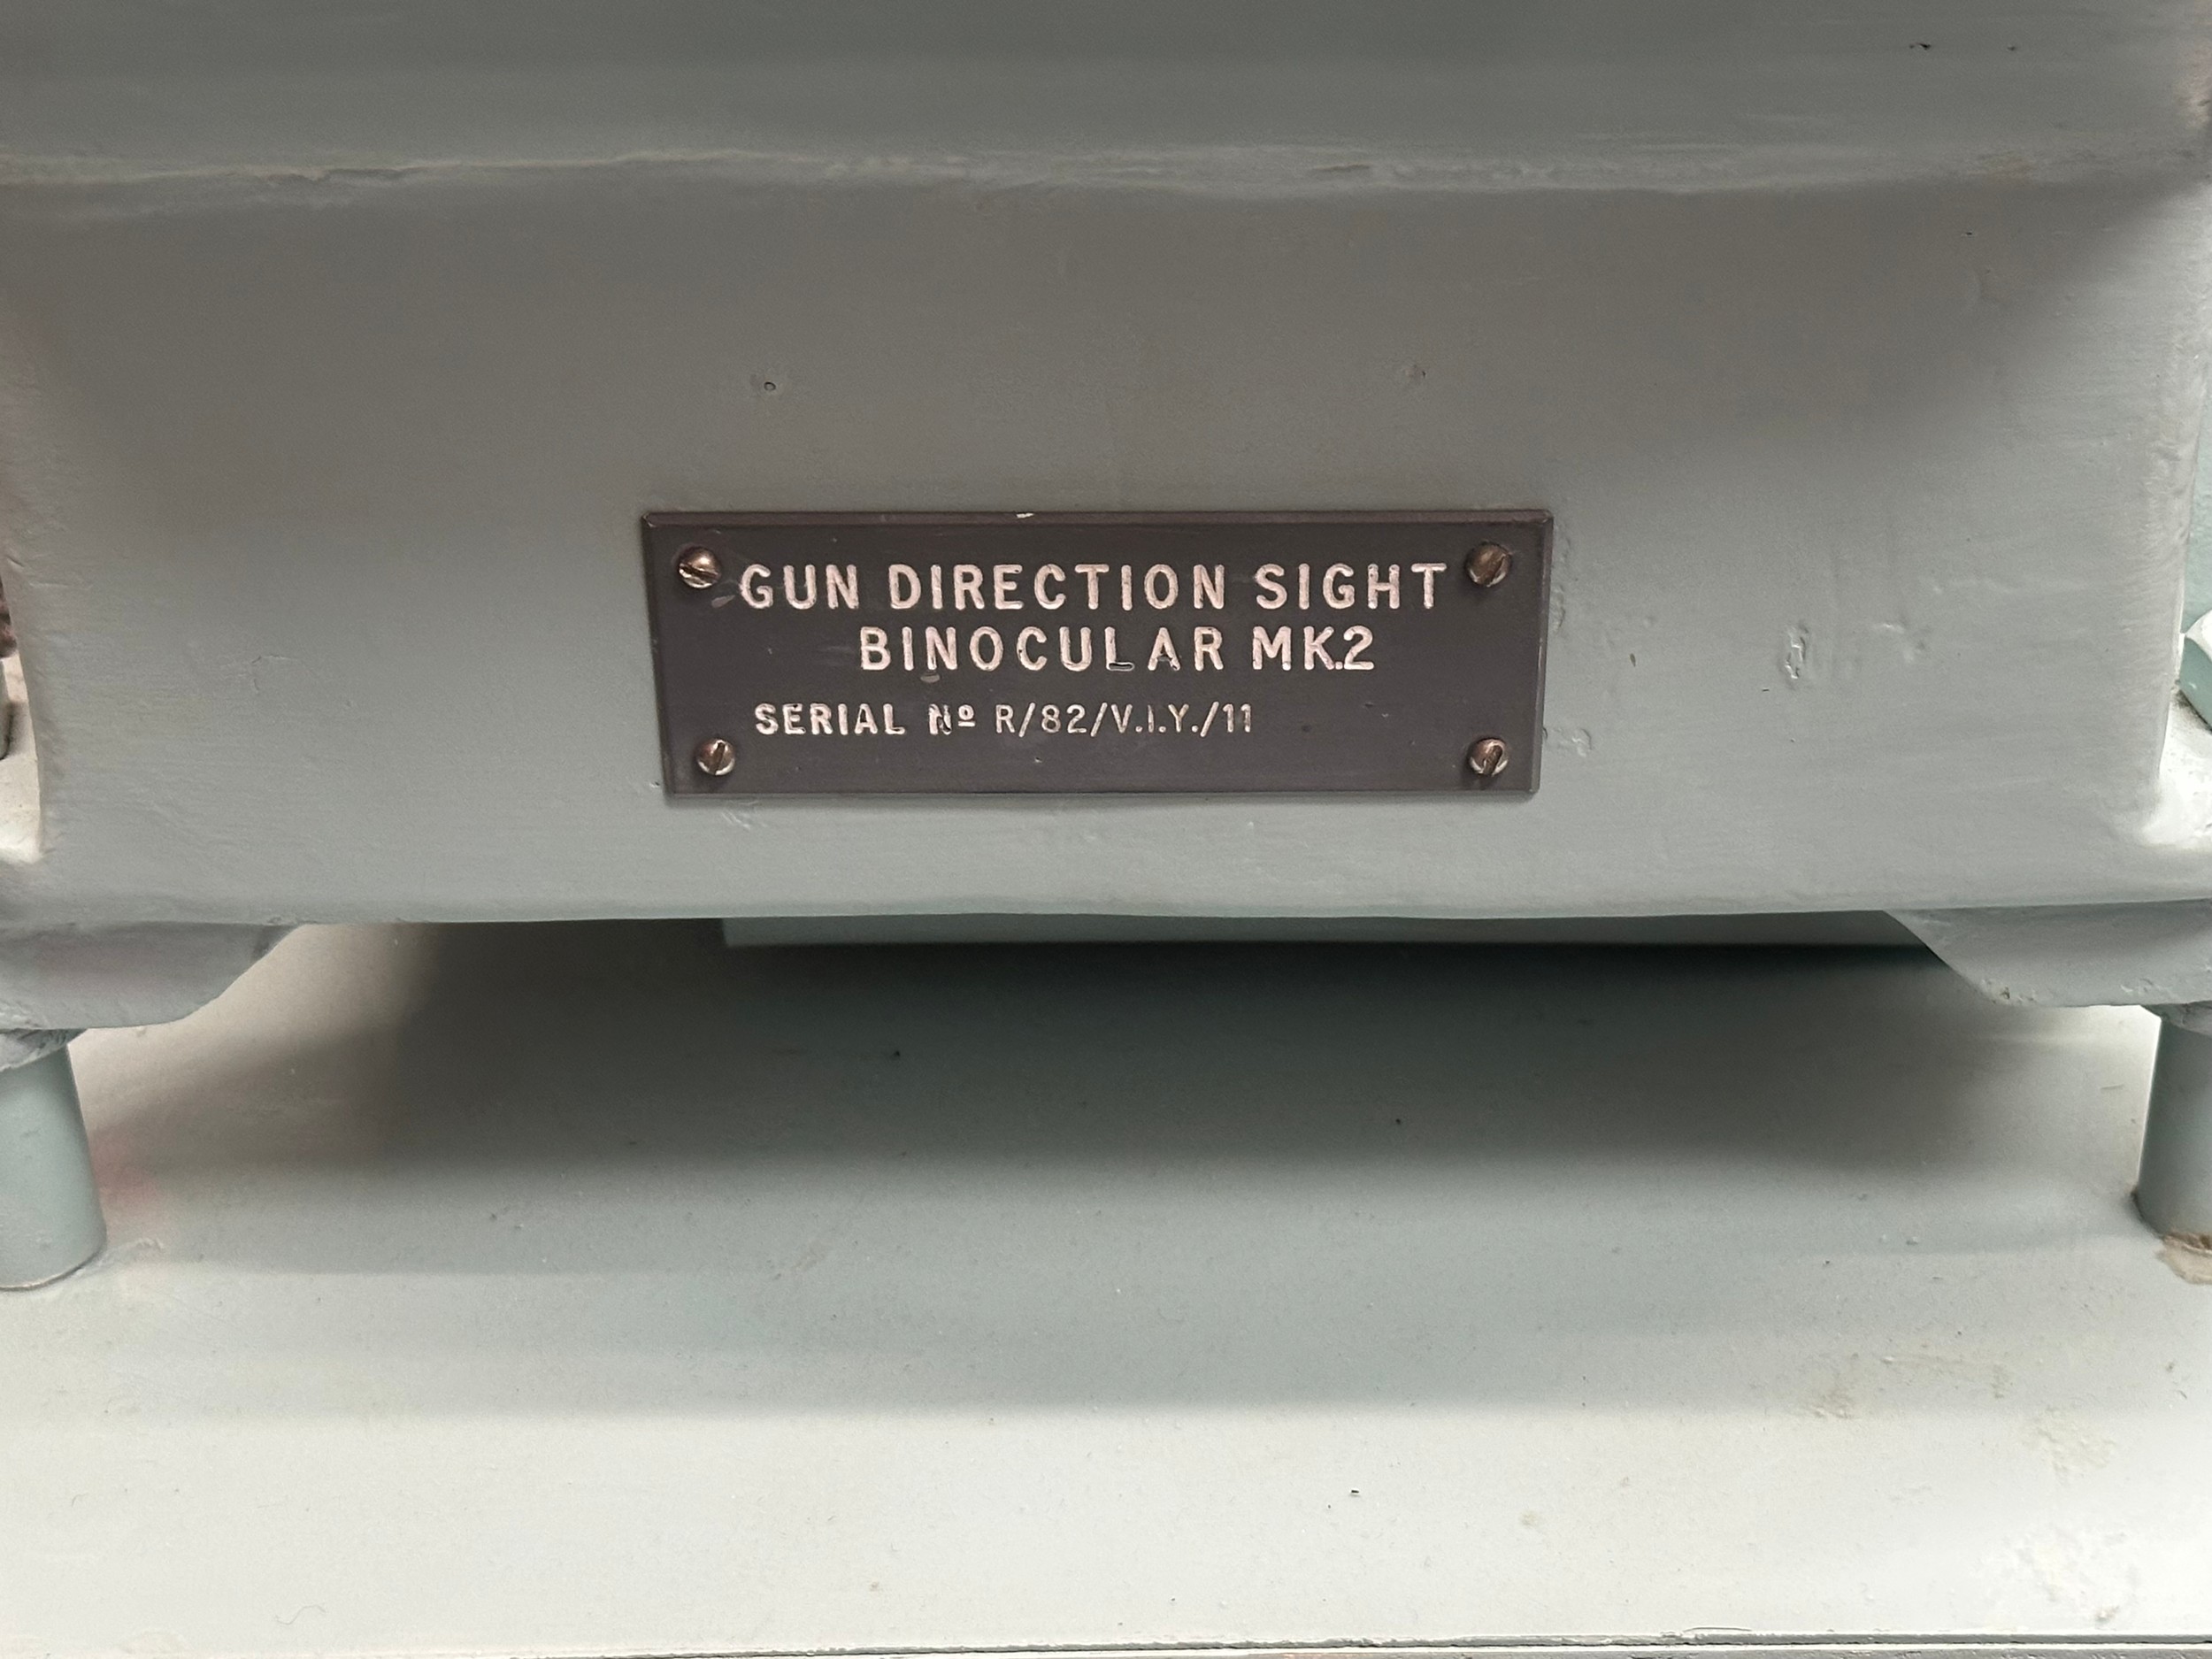 GUN DIRECTION SIGHT
BINOCULAR MK.2
SERIAL Nº R/82/V.I.Y./11